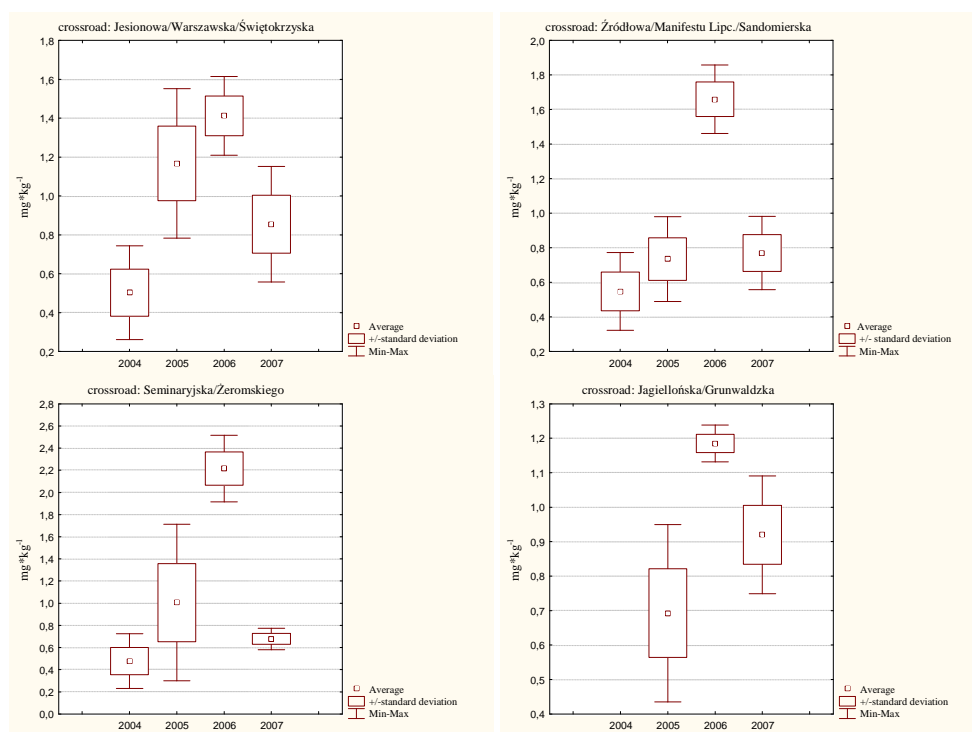 crossroad: Jesionowa/Warszawska/Świętokrzyska
1,8
1,6
1,4
1,2
1,0
0,8
0,6
0,4
0,2
mg*kg-1
2004 2005 2006 2007
Average
+/-standard deviation
Min-Max
crossroad: Źródłowa/Manifestu Lipc./Sandomierska
2,0
1,8
1,6
1,4
1,2
1,0
0,8
0,6
0,4
0,2
mg*kg-1
2004 2005 2006 2007
Average
+/- standard deviation
Min-Max
crossroad: Seminaryjska/Żeromskiego
2,8
2,6
2,4
2,2
2,0
1,8
1,6
1,4
1,2
1,0
0,8
0,6
0,4
0,2
0,0
mg*kg-1
2004 2005 2006 2007
Average
+/-standard deviation
Min-Max
crossroad: Jagiellońska/Grunwaldzka
1,3
1,2
1,1
1,0
0,9
0,8
0,7
0,6
0,5
0,4
mg*kg-1
2004 2005 2006 2007
Average
+/-standard deviation
Min-Max